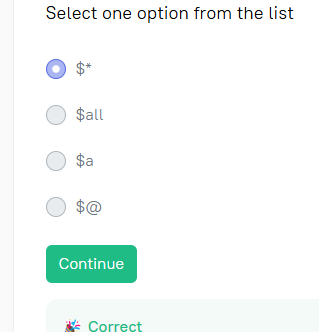 Select one option from the list
$*
$all
$a
$@
Continue
Correct